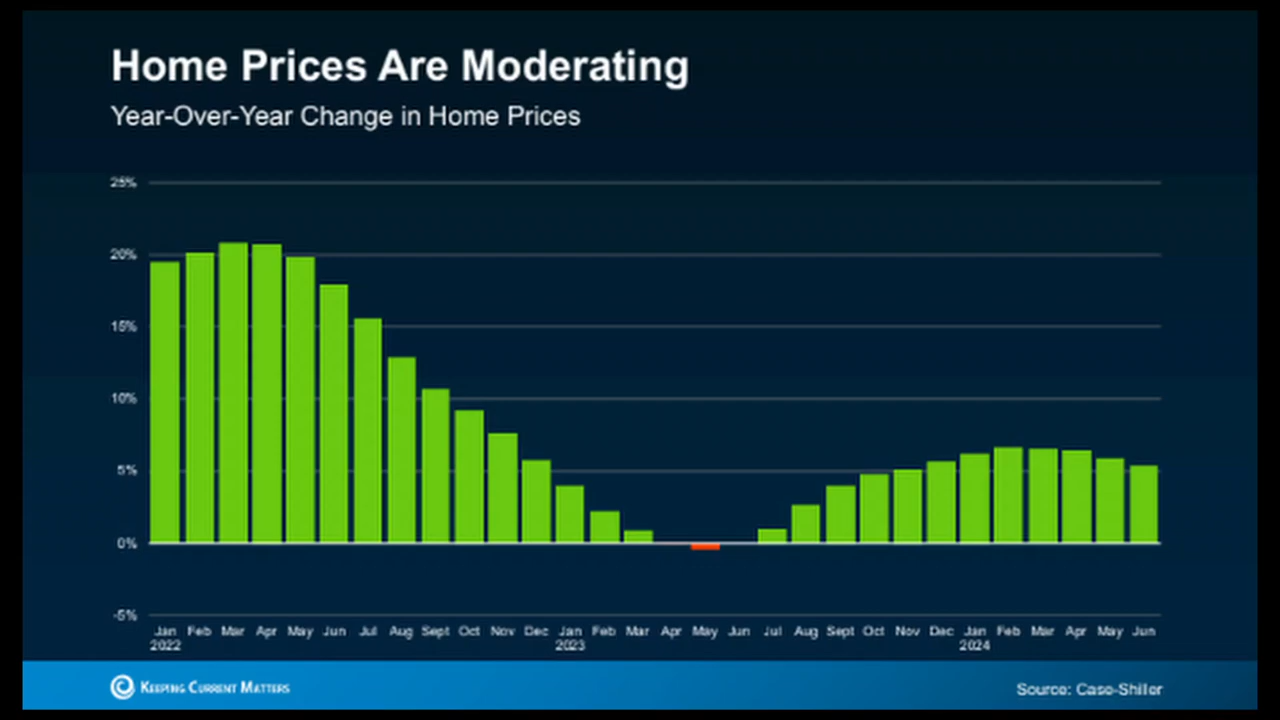 Home Prices Are Moderating
Year-Over-Year Change in Home Prices
25%
20%
15%
10%
5%
0%
-5%
Jan Feb Mar Apr May Jun Jul Aug Sept Oct Nov Dec Jan Feb Mar Apr May Jun Jul Aug Sept Oct Nov Dec Jan Feb Mar Apr May Jun
2022 2023 2024
KEEPING CURRENT MATTERS
Source: Case-Shiller